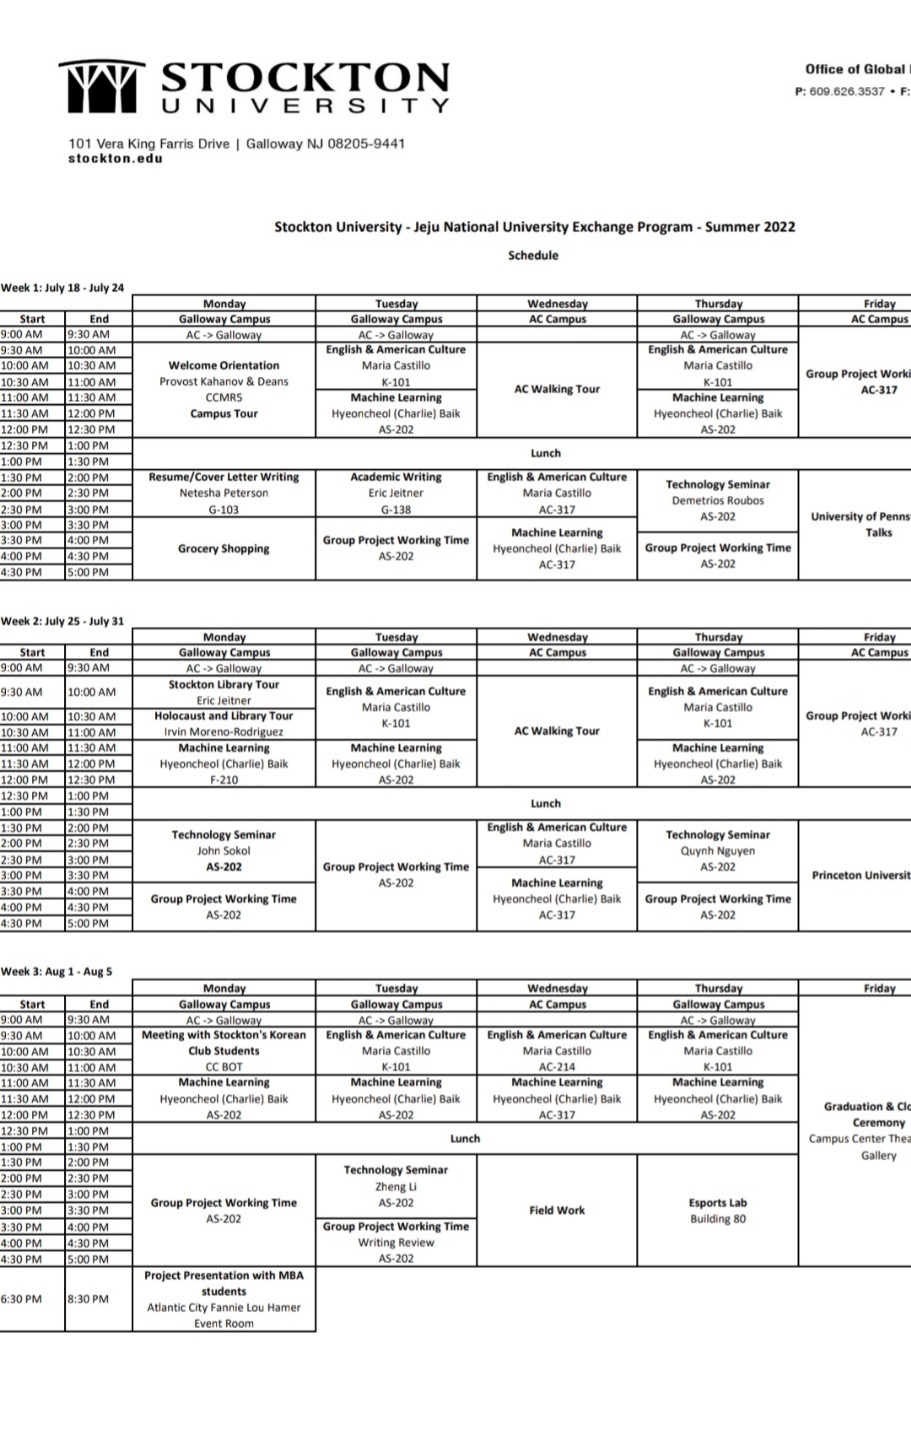 STOCKTON
UNIVERSITY
Office of Global
P: 609.626.3537 • F:
101 Vera King Farris Drive | Galloway NJ 08205-9441
stockton.edu
Stockton University - Jeju National University Exchange Program - Summer 2022
Schedule
Week 1: July 18 - July 24
Monday Tuesday Wednesday Thursday Friday
Start End Galloway Campus Galloway Campus AC Campus Galloway Campus AC Campus
9:00 AM 9:30 AM AC -> Galloway AC -> Galloway AC -> Galloway
9:30 AM 10:00 AM English & American Culture English & American Culture
10:00 AM 10:30 AM Welcome Orientation Maria Castillo Maria Castillo Group Project Worki
10:30 AM 11:00 AM Provost Kahanov & Deans K-101 AC Walking Tour K-101 AC-317
11:00 AM 11:30 AM CCMR5 Machine Learning Machine Learning
11:30 AM 12:00 PM Campus Tour Hyeoncheol (Charlie) Baik Hyeoncheol (Charlie) Baik
12:00 PM 12:30 PM AS-202 AS-202
12:30 PM 1:00 PM Lunch
1:00 PM 1:30 PM
1:30 PM 2:00 PM Resume/Cover Letter Writing Academic Writing English & American Culture Technology Seminar
2:00 PM 2:30 PM Netesha Peterson Eric Jeitner Maria Castillo Demetrios Roubos
2:30 PM 3:00 PM G-103 G-138 AC-317 AS-202 University of Penns
3:00 PM 3:30 PM Machine Learning Talks
3:30 PM 4:00 PM Grocery Shopping Group Project Working Time Hyeoncheol (Charlie) Baik Group Project Working Time
4:00 PM 4:30 PM AS-202 AC-317 AS-202
4:30 PM 5:00 PM
Week 2: July 25 - July 31
Monday Tuesday Wednesday Thursday Friday
Start End Galloway Campus Galloway Campus AC Campus Galloway Campus AC Campus
9:00 AM 9:30 AM AC -> Galloway AC -> Galloway AC -> Galloway
9:30 AM 10:00 AM Stockton Library Tour English & American Culture English & American Culture
Eric Jeitner Maria Castillo Maria Castillo
10:00 AM 10:30 AM Holocaust and Library Tour K-101 AC Walking Tour K-101 Group Project Worki
10:30 AM 11:00 AM Irvin Moreno-Rodriguez AC-317
11:00 AM 11:30 AM Machine Learning Machine Learning Machine Learning
11:30 AM 12:00 PM Hyeoncheol (Charlie) Baik Hyeoncheol (Charlie) Baik Hyeoncheol (Charlie) Baik
12:00 PM 12:30 PM F-210 AS-202 AS-202
12:30 PM 1:00 PM Lunch
1:00 PM 1:30 PM
1:30 PM 2:00 PM Technology Seminar English & American Culture Technology Seminar
2:00 PM 2:30 PM John Sokol Maria Castillo Quynh Nguyen
2:30 PM 3:00 PM AS-202 Group Project Working Time AC-317 AS-202
3:00 PM 3:30 PM AS-202 Machine Learning Princeton Universit
3:30 PM 4:00 PM Group Project Working Time Hyeoncheol (Charlie) Baik Group Project Working Time
4:00 PM 4:30 PM AS-202 AC-317 AS-202
4:30 PM 5:00 PM
Week 3: Aug 1 - Aug 5
Monday Tuesday Wednesday Thursday Friday
Start End Galloway Campus Galloway Campus AC Campus Galloway Campus
9:00 AM 9:30 AM AC -> Galloway AC -> Galloway AC -> Galloway
9:30 AM 10:00 AM Meeting with Stockton's Korean English & American Culture English & American Culture English & American Culture
10:00 AM 10:30 AM Club Students Maria Castillo Maria Castillo Maria Castillo
10:30 AM 11:00 AM CC BOT K-101 AC-214 K-101
11:00 AM 11:30 AM Machine Learning Machine Learning Machine Learning Machine Learning
11:30 AM 12:00 PM Hyeoncheol (Charlie) Baik Hyeoncheol (Charlie) Baik Hyeoncheol (Charlie) Baik Hyeoncheol (Charlie) Baik Graduation & Clo
12:00 PM 12:30 PM AS-202 AS-202 AC-317 AS-202 Ceremony
12:30 PM 1:00 PM Lunch Campus Center Thea
1:00 PM 1:30 PM Gallery
1:30 PM 2:00 PM Technology Seminar
2:00 PM 2:30 PM Zheng Li
2:30 PM 3:00 PM Group Project Working Time AS-202 Field Work Esports Lab
3:00 PM 3:30 PM AS-202 Building 80
3:30 PM 4:00 PM Group Project Working Time
4:00 PM 4:30 PM Writing Review
4:30 PM 5:00 PM AS-202
6:30 PM 8:30 PM Project Presentation with MBA
students
Atlantic City Fannie Lou Hamer
Event Room